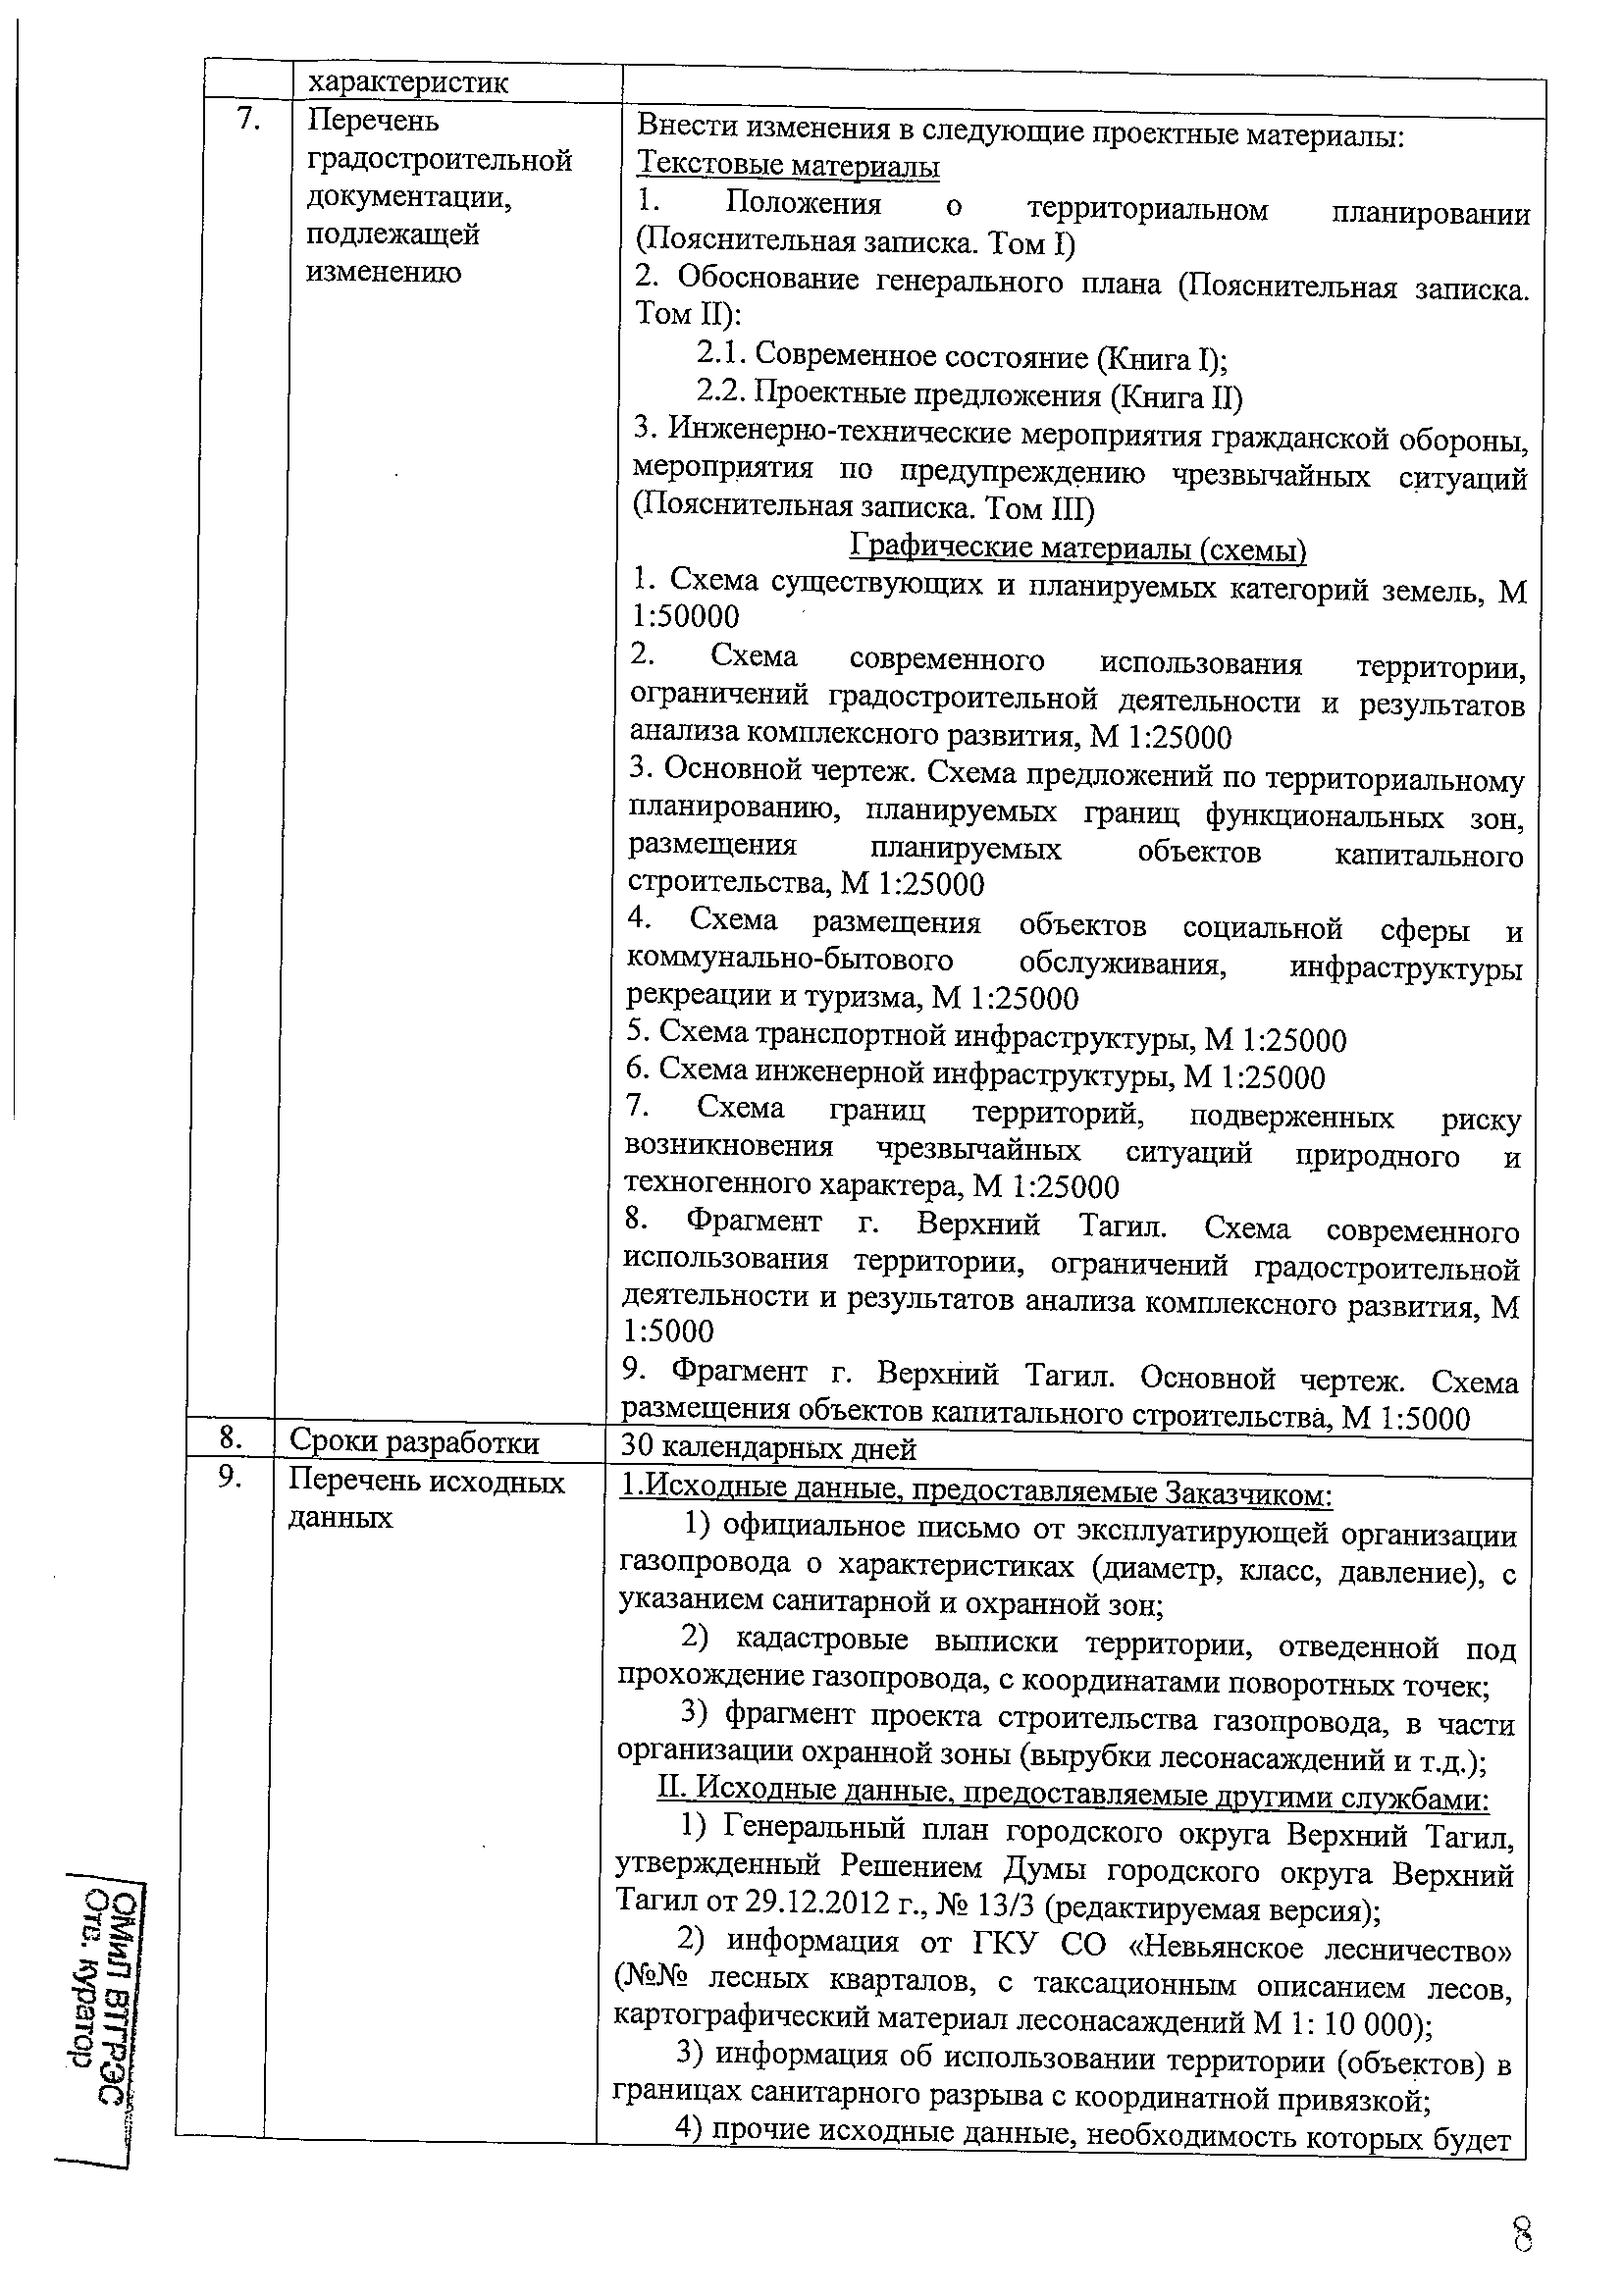 характеристик
7.
Перечень
градостроительной
документации,
подлежащей
изменению
Внести изменения в следующие проектные материалы:
Текстовые материалы
1. Положения о территориальном планировании
(Пояснительная записка. Том I)
2. Обоснование генерального плана (Пояснительная записка.
Том II):
2.1. Современное состояние (Книга I);
2.2. Проектные предложения (Книга II)
3. Инженерно-технические мероприятия гражданской обороны,
мероприятия по предупреждению чрезвычайных ситуаций
(Пояснительная записка. Том III)
Графические материалы (схемы)
1. Схема существующих и планируемых категорий земель, М
1:50000
2. Схема современного использования территории,
ограничений градостроительной деятельности и результатов
анализа комплексного развития, М 1:25000
3. Основной чертеж. Схема предложений по территориальному
планированию, планируемых границ функциональных зон,
размещения планируемых объектов капитального
строительства, М 1:25000
4. Схема размещения объектов социальной сферы и
коммунально-бытового обслуживания, инфраструктуры
рекреации и туризма, М 1:25000
5. Схема транспортной инфраструктуры, М 1:25000
6. Схема инженерной инфраструктуры, М 1:25000
7. Схема границ территорий, подверженных риску
возникновения чрезвычайных ситуаций природного и
техногенного характера, М 1:25000
8. Фрагмент г. Верхний Тагил. Схема современного
использования территории, ограничений градостроительной
деятельности и результатов анализа комплексного развития, М
1:5000
9. Фрагмент г. Верхний Тагил. Основной чертеж. Схема
размещения объектов капитального строительства, М 1:5000
8.
Сроки разработки
30 календарных дней
9.
Перечень исходных
данных
1.Исходные данные, предоставляемые Заказчиком:
1) официальное письмо от эксплуатирующей организации
газопровода о характеристиках (диаметр, класс, давление), с
указанием санитарной и охранной зон;
2) кадастровые выписки территории, отведенной под
прохождение газопровода, с координатами поворотных точек;
3) фрагмент проекта строительства газопровода, в части
организации охранной зоны (вырубки лесонасаждений и т.д.);
II. Исходные данные, предоставляемые другими службами:
1) Генеральный план городского округа Верхний Тагил,
утвержденный Решением Думы городского округа Верхний
Тагил от 29.12.2012 г., № 13/3 (редактируемая версия);
2) информация от ГКУ СО «Невьянское лесничество»
(№№ лесных кварталов, с таксационным описанием лесов,
картографический материал лесонасаждений М 1: 10 000);
3) информация об использовании территории (объектов) в
границах санитарного разрыва с координатной привязкой;
4) прочие исходные данные, необходимость которых будет
ОМиП ВТГРЭС
Отв. куратор
8